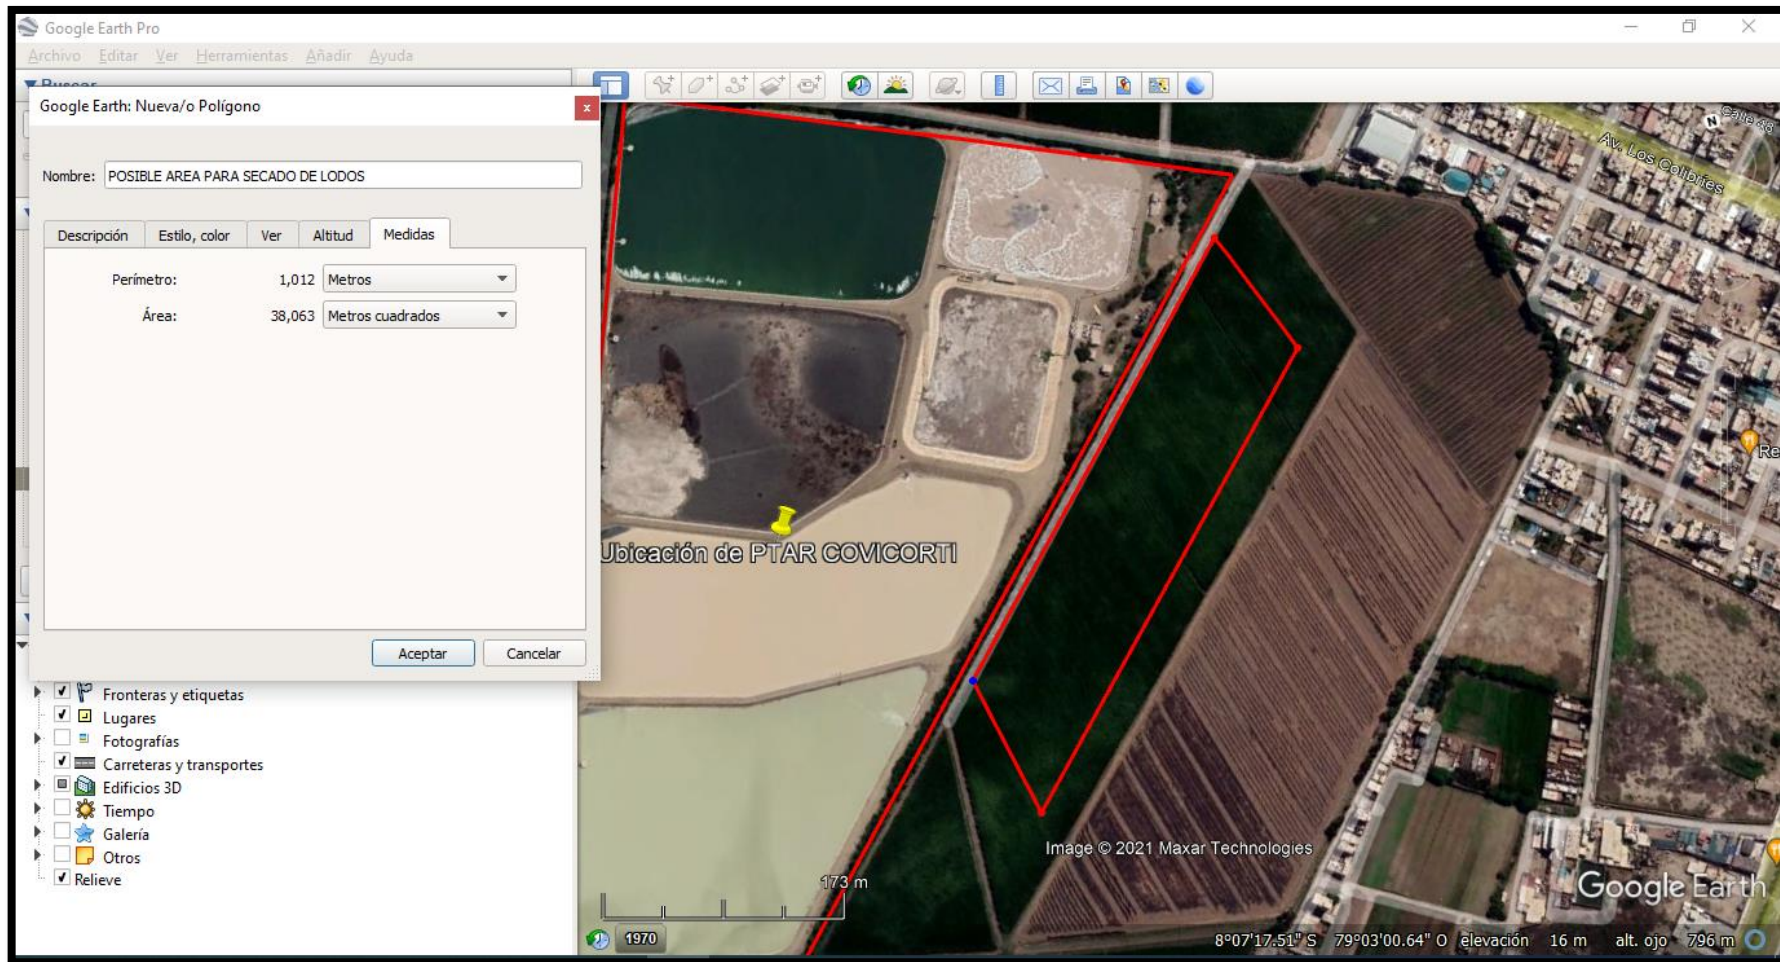 Google Earth Pro
Archivo Editar Ver Herramientas Añadir Ayuda
Buscar
Google Earth: Nueva/o Polígono
x
Nombre: POSIBLE AREA PARA SECADO DE LODOS
Descripción Estilo, color Ver Altitud Medidas
Perímetro: 1,012 Metros
Área: 38,063 Metros cuadrados
Aceptar Cancelar
Fronteras y etiquetas
Lugares
Fotografías
Carreteras y transportes
Edificios 3D
Tiempo
Galería
Otros
Relieve
N Calle 48
Av. Los Colibríes
Re
Ubicación de PTAR COVICORTI
Image © 2021 Maxar Technologies
173 m
Google Earth
1970
8°07'17.51" S 79°03'00.64" O elevación 16 m alt. ojo 796 m